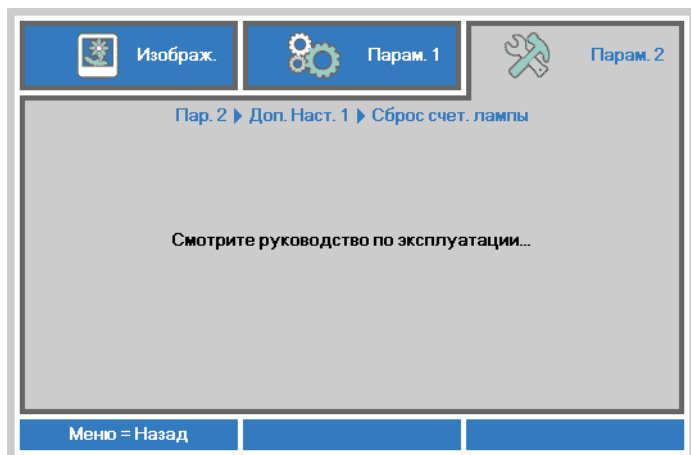 Изображ.
Парам. 1
Парам. 2
Пар. 2 ▶ Доп. Наст. 1 ▶ Сброс счет. лампы
Смотрите руководство по эксплуатации...
Меню = Назад